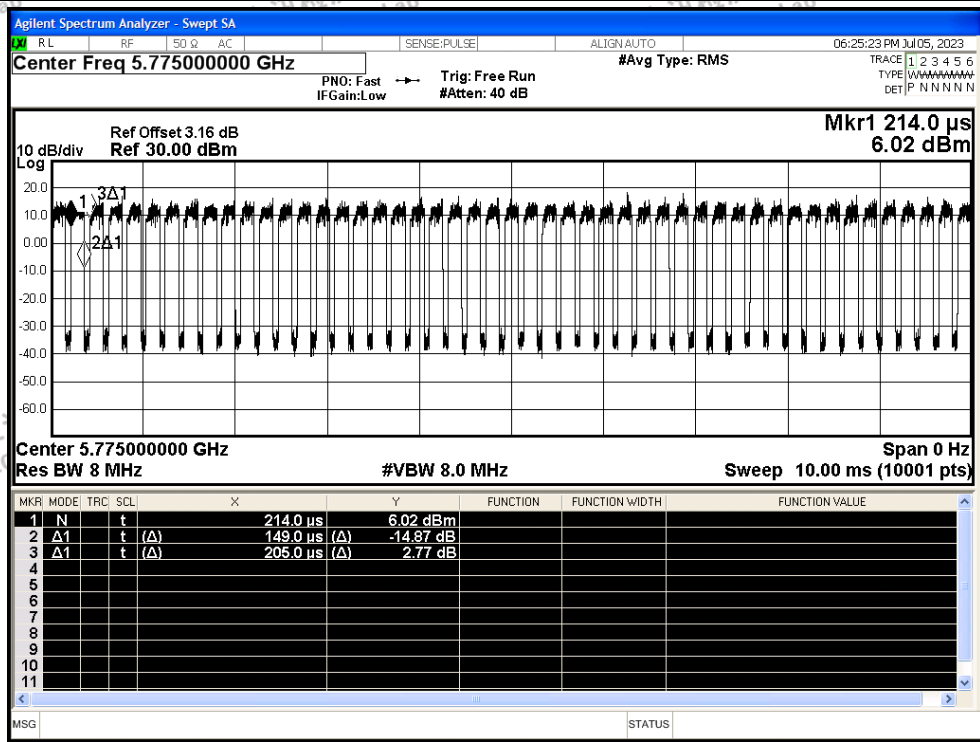 Agilent Spectrum Analyzer - Swept SA
LXI RL RF 50 Ω AC SENSE:PULSE ALIGN AUTO 06:25:23 PM Jul 05, 2023
Center Freq 5.775000000 GHz
PNO: Fast
IFGain:Low
Trig: Free Run
#Atten: 40 dB
#Avg Type: RMS
TRACE 1 2 3 4 5 6
TYPE
DET P N N N N N
Mkr1 214.0 µs
6.02 dBm
Ref Offset 3.16 dB
Ref 30.00 dBm
10 dB/div
Log
20.0
10.0
0.00
-10.0
-20.0
-30.0
-40.0
-50.0
-60.0
1
3Δ1
2Δ1
Center 5.775000000 GHz Span 0 Hz
Res BW 8 MHz #VBW 8.0 MHz Sweep 10.00 ms (10001 pts)
MKR MODE TRC SCL X Y FUNCTION FUNCTION WIDTH FUNCTION VALUE
1 N t 214.0 µs 6.02 dBm
2 Δ1 t (Δ) 149.0 µs (Δ) -14.87 dB
3 Δ1 t (Δ) 205.0 µs (Δ) 2.77 dB
4
5
6
7
8
9
10
11
MSG STATUS